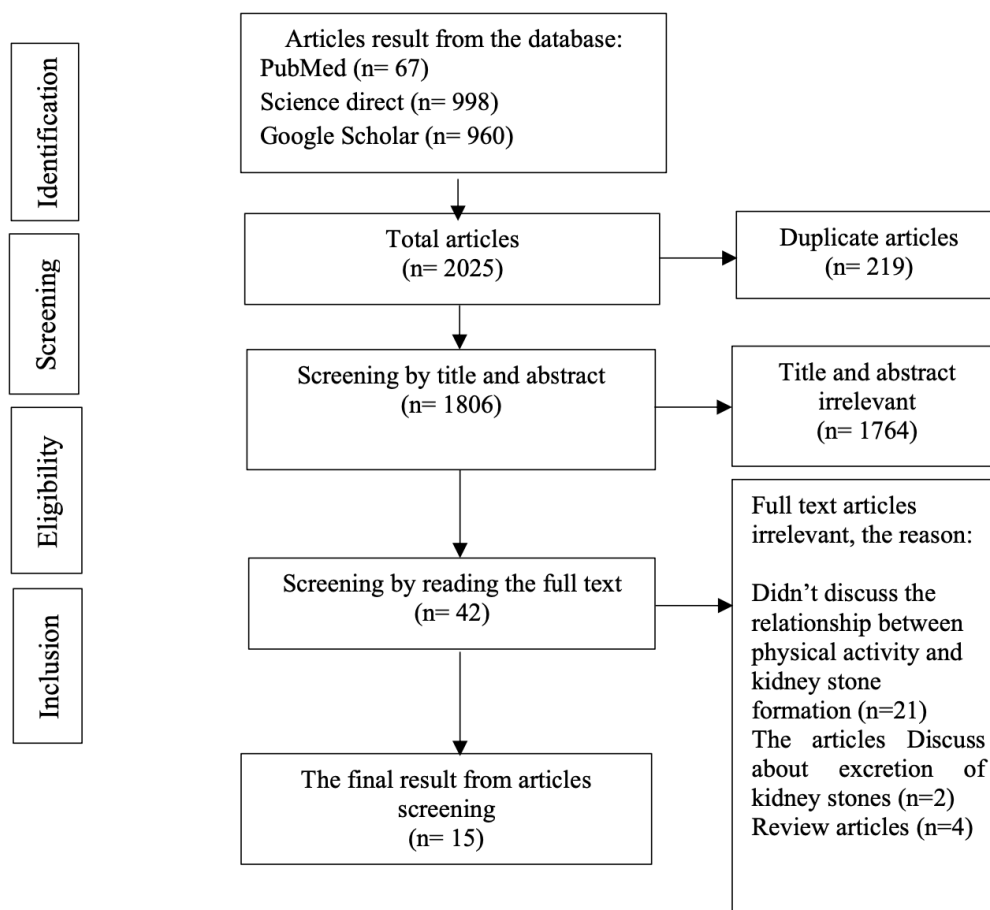 Identification
Screening
Eligibility
Inclusion
Articles result from the database:
PubMed (n= 67)
Science direct (n= 998)
Google Scholar (n= 960)
Total articles
(n= 2025)
Duplicate articles
(n= 219)
Screening by title and abstract
(n= 1806)
Title and abstract
irrelevant
(n= 1764)
Screening by reading the full text
(n= 42)
Full text articles
irrelevant, the reason:
Didn’t discuss the
relationship between
physical activity and
kidney stone
formation (n=21)
The articles Discuss
about excretion of
kidney stones (n=2)
Review articles (n=4)
The final result from articles
screening
(n= 15)